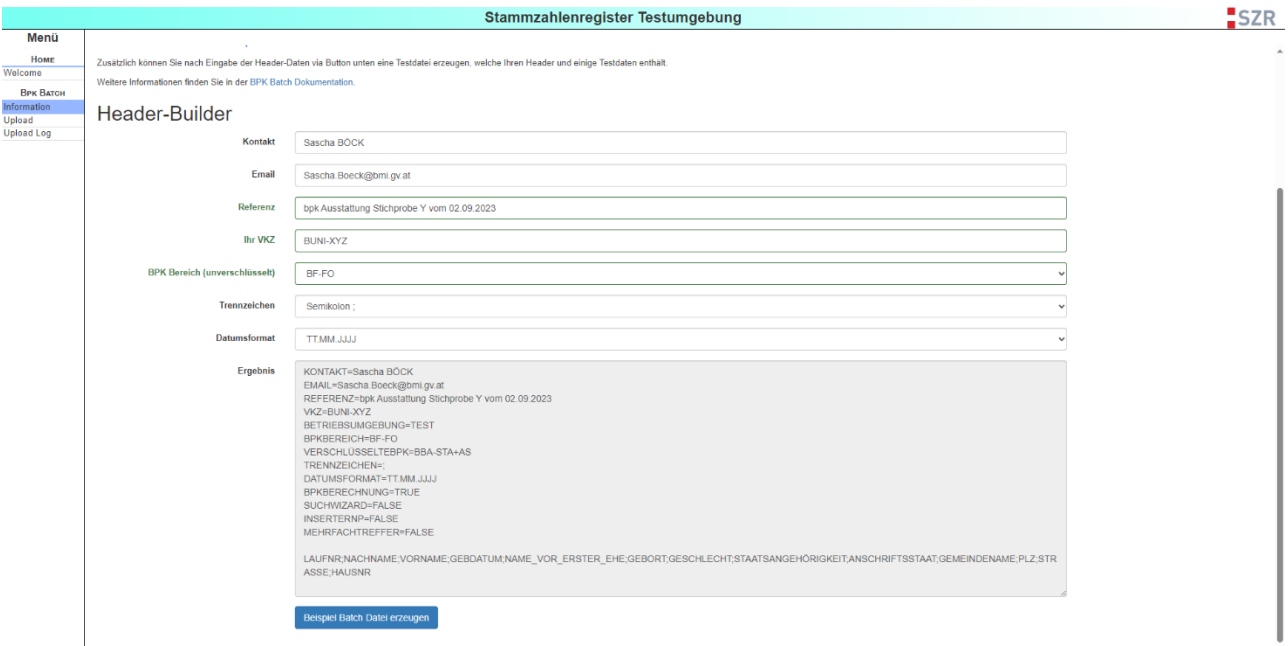 Stammzahlenregister Testumgebung
SZR
Menü
HOME
Welcome
BPK BATCH
Information
Upload
Upload Log
Zusätzlich können Sie nach Eingabe der Header-Daten via Button unten eine Testdatei erzeugen, welche Ihren Header und einige Testdaten enthält.
Weitere Informationen finden Sie in der BPK Batch Dokumentation.
Header-Builder
Kontakt
Sascha BÖCK
Email
Sascha.Boeck@bmi.gv.at
Referenz
bpk Ausstattung Stichprobe Y vom 02.09.2023
Ihr VKZ
BUNI-XYZ
BPK Bereich (unverschlüsselt)
BF-FO
Trennzeichen
Semikolon ;
Datumsformat
TT.MM.JJJJ
Ergebnis
KONTAKT=Sascha BÖCK
EMAIL=Sascha.Boeck@bmi.gv.at
REFERENZ=bpk Ausstattung Stichprobe Y vom 02.09.2023
VKZ=BUNI-XYZ
BETRIEBSUMGEBUNG=TEST
BPKBEREICH=BF-FO
VERSCHLÜSSELTEBPK=BBA-STA+AS
TRENNZEICHEN=;
DATUMSFORMAT=TT.MM.JJJJ
BPKBERECHNUNG=TRUE
SUCHWIZARD=FALSE
INSERTERNP=FALSE
MEHRFACHTREFFER=FALSE
LAUFNR;NACHNAME;VORNAME;GEBDATUM;NAME_VOR_ERSTER_EHE;GEBORT;GESCHLECHT;STAATSANGEHÖRIGKEIT;ANSCHRIFTSSTAAT;GEMEINDENAME;PLZ;STR
ASSE;HAUSNR
Beispiel Batch Datei erzeugen